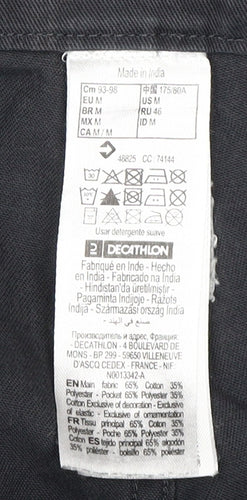 Made in India
Cm 93-98 中国 175/80A
EU M US M
BR M RU 46
MX M ID M
CA M / M
46825 CC 74144
Usar detergente suave
DECATHLON
Fabriqué en Inde - Hecho
en India - Fabricado na India
- Hindistan'da üretilmiştir -
Pagaminta Indijoje - Ražots
Indijā - Származási ország India
صنع في الهند -
Производитель и адрес, Франция:
- DECATHLON - 4 BOULEVARD DE
MONS - BP 299 - 59650 VILLENEUVE
D'ASCQ CEDEX - FRANCE - NIF
N0013342-A
EN Main fabric 65% Cotton 35%
Polyester - Pocket 65% Polyester 35%
Cotton Exclusive of decoration - Exclusive
of elastic - Exclusive of trimming
FR Tissu principal 65% Coton 35%
Polyester - Poche 65% Polyester 35%
Coton ES tejido principal 65% algodón
35% poliéster - bolsillo 65% poliéster